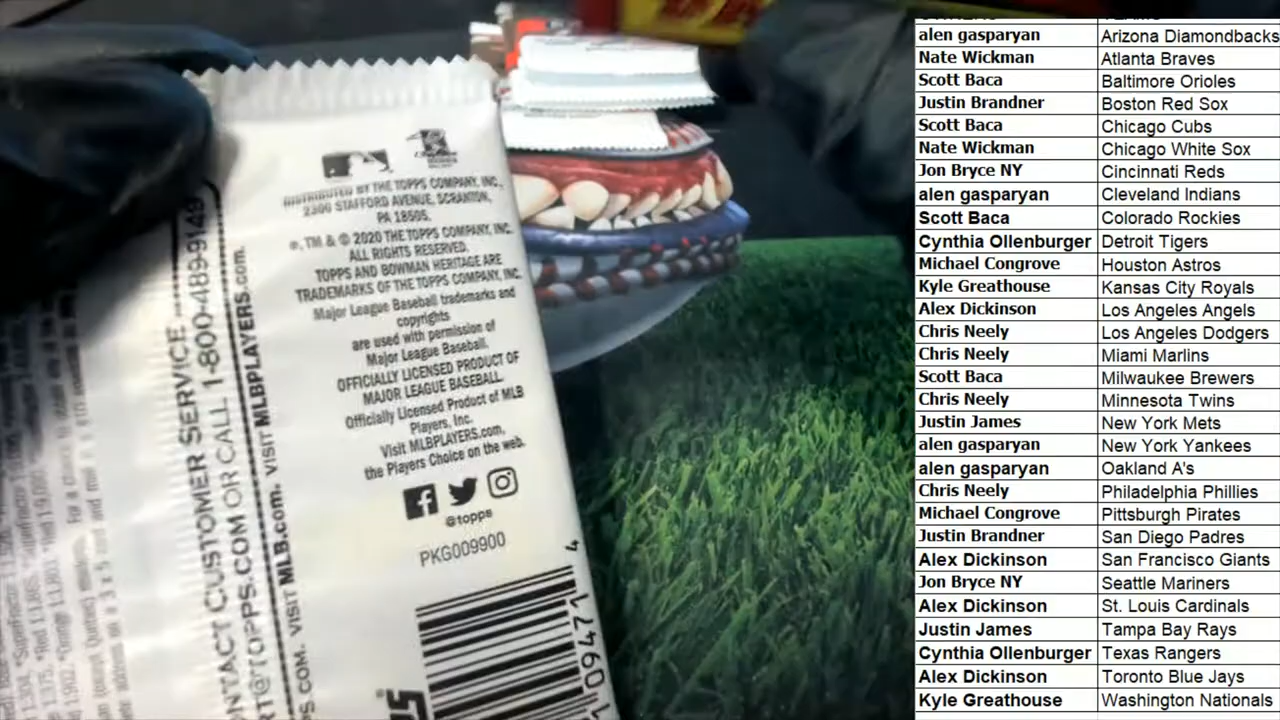 DISTRIBUTED BY THE TOPPS COMPANY, INC.,
2300 STAFFORD AVENUE, SCRANTON,
PA 18505.
®, TM & © 2020 THE TOPPS COMPANY, INC.
ALL RIGHTS RESERVED.
TOPPS AND BOWMAN HERITAGE ARE
TRADEMARKS OF THE TOPPS COMPANY, INC.
Major League Baseball trademarks and
copyrights
are used with permission of
Major League Baseball.
OFFICIALLY LICENSED PRODUCT OF
MAJOR LEAGUE BASEBALL.
Officially Licensed Product of MLB
Players, Inc.
Visit MLBPLAYERS.com,
the Players Choice on the web.
@topps
PKG009900
10947 4
CUSTOMER SERVICE
TOPPS.COM OR CALL 1-800-489-9149
VISIT MLB.com. VISIT MLBPLAYERS.com.
alen gasparyan Arizona Diamondbacks
Nate Wickman Atlanta Braves
Scott Baca Baltimore Orioles
Justin Brandner Boston Red Sox
Scott Baca Chicago Cubs
Nate Wickman Chicago White Sox
Jon Bryce NY Cincinnati Reds
alen gasparyan Cleveland Indians
Scott Baca Colorado Rockies
Cynthia Ollenburger Detroit Tigers
Michael Congrove Houston Astros
Kyle Greathouse Kansas City Royals
Alex Dickinson Los Angeles Angels
Chris Neely Los Angeles Dodgers
Chris Neely Miami Marlins
Scott Baca Milwaukee Brewers
Chris Neely Minnesota Twins
Justin James New York Mets
alen gasparyan New York Yankees
alen gasparyan Oakland A's
Chris Neely Philadelphia Phillies
Michael Congrove Pittsburgh Pirates
Justin Brandner San Diego Padres
Alex Dickinson San Francisco Giants
Jon Bryce NY Seattle Mariners
Alex Dickinson St. Louis Cardinals
Justin James Tampa Bay Rays
Cynthia Ollenburger Texas Rangers
Alex Dickinson Toronto Blue Jays
Kyle Greathouse Washington Nationals